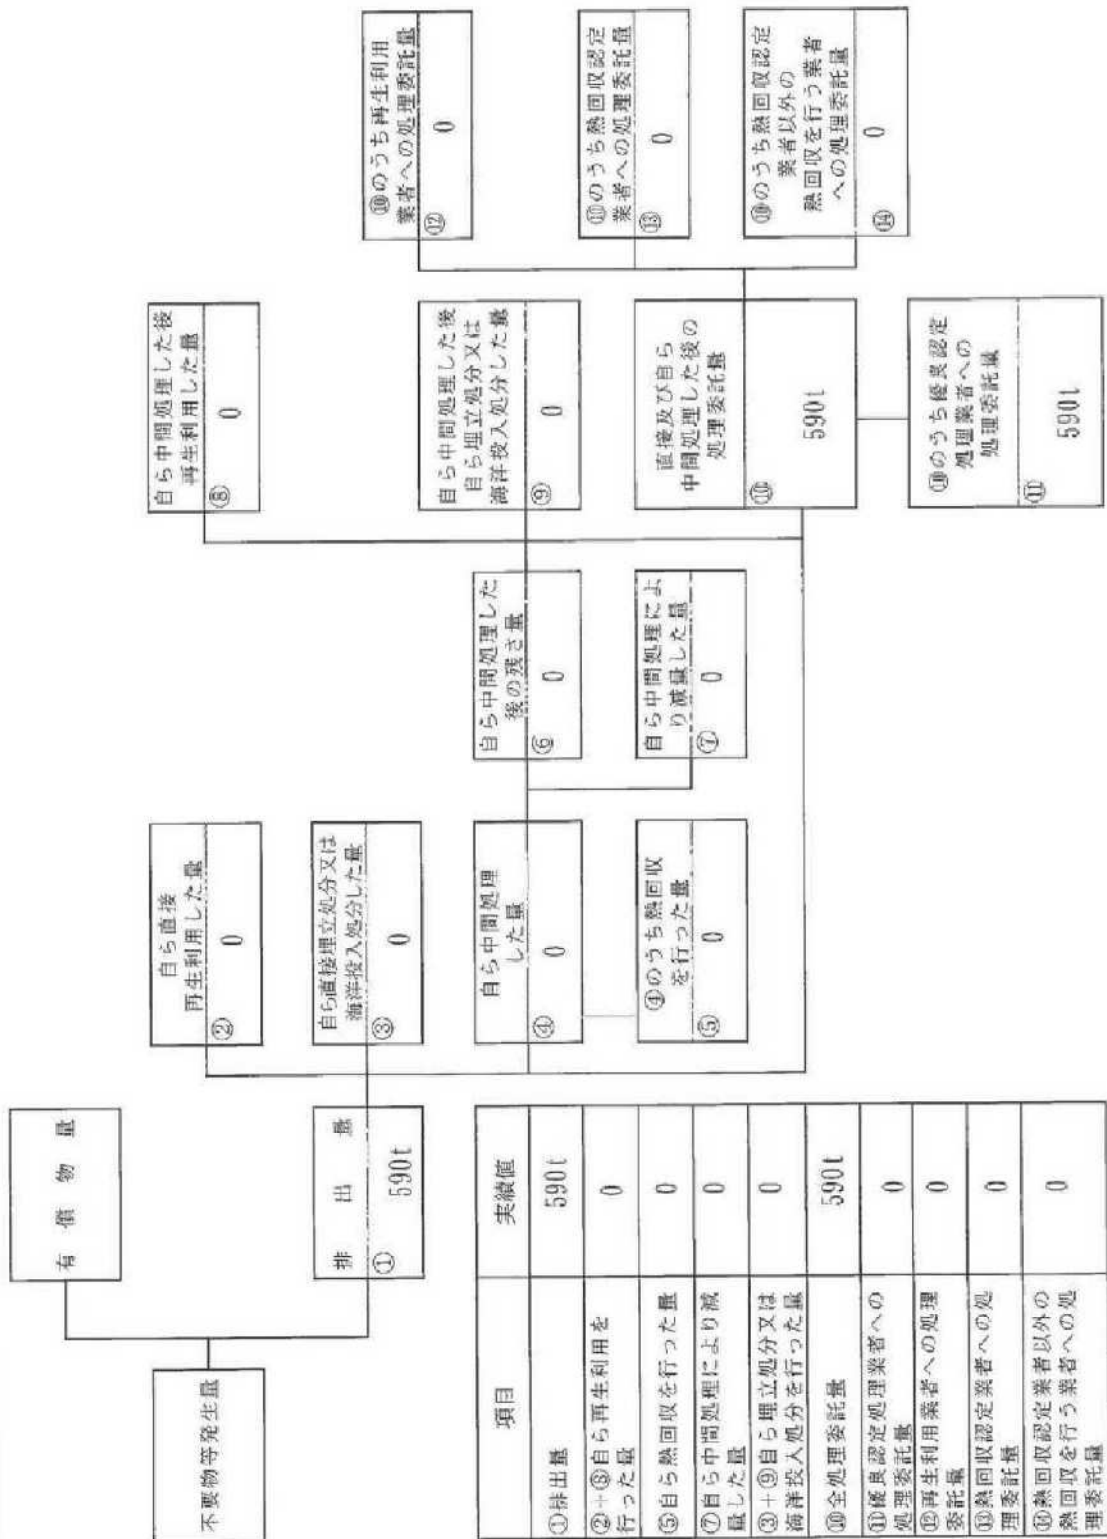 不要物等発生量
有償物量
排出量
①
590t
自ら直接
再生利用した量
②
0
自ら直接埋立処分又は
海洋投入処分した量
③
0
自ら中間処理
した量
④
0
④のうち熱回収
を行った量
⑤
0
自ら中間処理した
後の残さ量
⑥
0
自ら中間処理によ
り減量した量
⑦
0
自ら中間処理した後
再生利用した量
⑧
0
自ら中間処理した後
自ら埋立処分又は
海洋投入処分した量
⑨
0
直接及び自ら
中間処理した後の
処理委託量
⑩
590t
⑩のうち優良認定
処理業者への
処理委託量
⑪
590t
⑩のうち再生利用
業者への処理委託量
⑫
0
⑩のうち熱回収認定
業者への処理委託量
⑬
0
⑩のうち熱回収認定
業者以外の
熱回収を行う業者
への処理委託量
⑭
0
項目 実績値
①排出量 590t
②+⑧自ら再生利用を
行った量 0
⑤自ら熱回収を行った量 0
⑦自ら中間処理により減
量した量 0
③+⑨自ら埋立処分又は
海洋投入処分を行った量 0
⑩全処理委託量 590t
⑪優良認定処理業者への
処理委託量 0
⑫再生利用業者への処理
委託量 0
⑬熱回収認定業者への処
理委託量 0
⑭熱回収認定業者以外の
熱回収を行う業者への処
理委託量 0